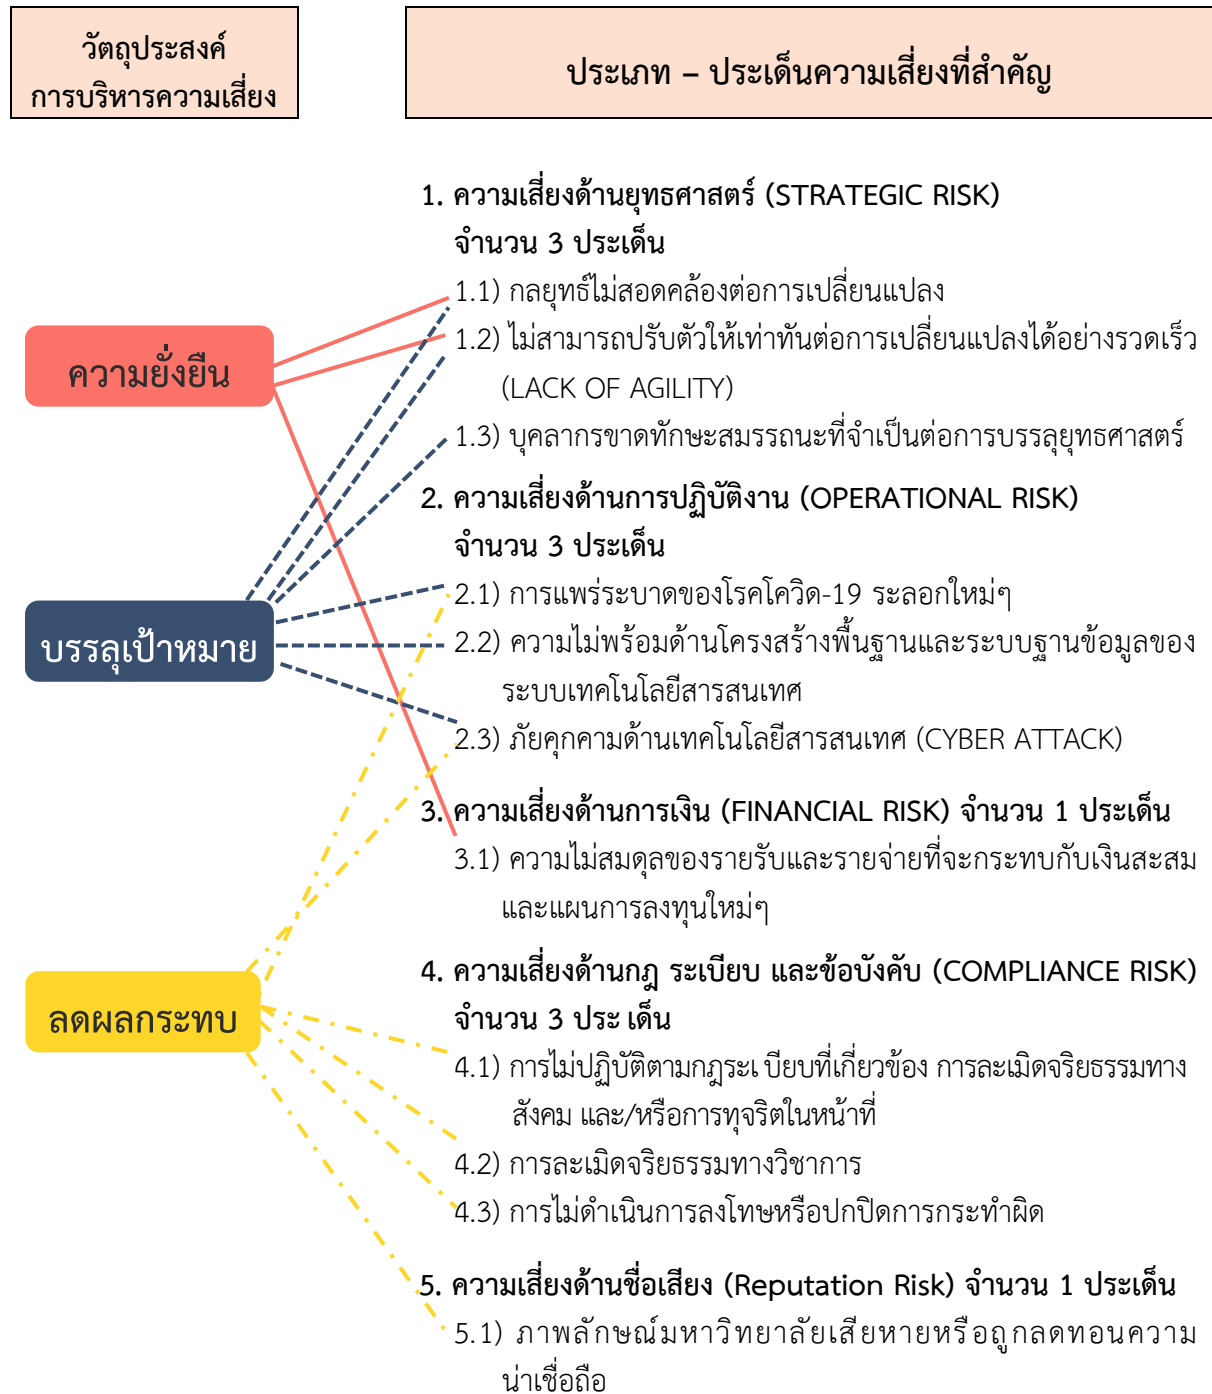 วัตถุประสงค์
การบริหารความเสี่ยง
ประเภท – ประเด็นความเสี่ยงที่สำคัญ
1. ความเสี่ยงด้านยุทธศาสตร์ (STRATEGIC RISK)
จำนวน 3 ประเด็น
1.1) กลยุทธ์ไม่สอดคล้องต่อการเปลี่ยนแปลง
1.2) ไม่สามารถปรับตัวให้เท่าทันต่อการเปลี่ยนแปลงได้อย่างรวดเร็ว
(LACK OF AGILITY)
1.3) บุคลากรขาดทักษะสมรรถนะที่จำเป็นต่อการบรรลุยุทธศาสตร์
ความยั่งยืน
2. ความเสี่ยงด้านการปฏิบัติงาน (OPERATIONAL RISK)
จำนวน 3 ประเด็น
2.1) การแพร่ระบาดของโรคโควิด-19 ระลอกใหม่ๆ
2.2) ความไม่พร้อมด้านโครงสร้างพื้นฐานและระบบฐานข้อมูลของ
ระบบเทคโนโลยีสารสนเทศ
2.3) ภัยคุกคามด้านเทคโนโลยีสารสนเทศ (CYBER ATTACK)
บรรลุเป้าหมาย
3. ความเสี่ยงด้านการเงิน (FINANCIAL RISK) จำนวน 1 ประเด็น
3.1) ความไม่สมดุลของรายรับและรายจ่ายที่จะกระทบกับเงินสะสม
และแผนการลงทุนใหม่ๆ
4. ความเสี่ยงด้านกฎ ระเบียบ และข้อบังคับ (COMPLIANCE RISK)
จำนวน 3 ประเด็น
4.1) การไม่ปฏิบัติตามกฎระเบียบที่เกี่ยวข้อง การละเมิดจริยธรรมทาง
สังคม และ/หรือการทุจริตในหน้าที่
4.2) การละเมิดจริยธรรมทางวิชาการ
4.3) การไม่ดำเนินการลงโทษหรือปกปิดการกระทำผิด
ลดผลกระทบ
5. ความเสี่ยงด้านชื่อเสียง (Reputation Risk) จำนวน 1 ประเด็น
5.1) ภาพลักษณ์มหาวิทยาลัยเสียหายหรือถูกลดทอนความ
น่าเชื่อถือ